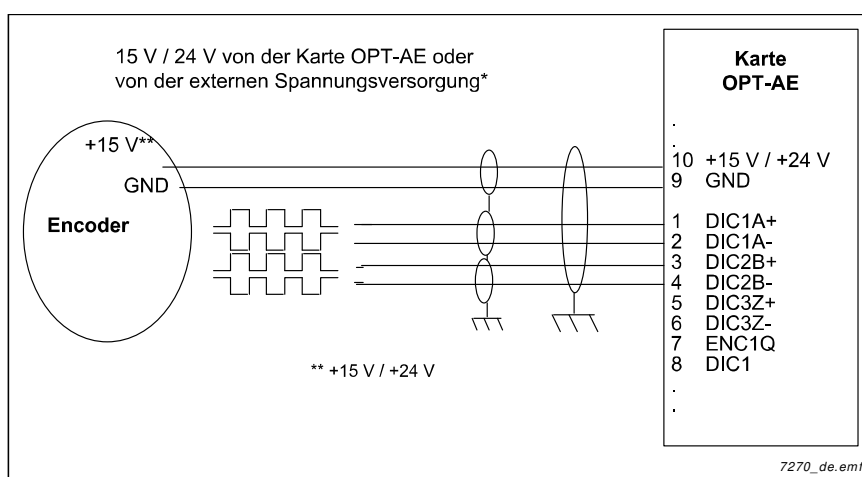 15 V / 24 V von der Karte OPT-AE oder
von der externen Spannungsversorgung*
Karte
OPT-AE
+15 V**
GND
Encoder
.
.
10 +15 V / +24 V
9 GND
1 DIC1A+
2 DIC1A-
3 DIC2B+
4 DIC2B-
5 DIC3Z+
6 DIC3Z-
7 ENC1Q
8 DIC1
.
.
** +15 V / +24 V
7270_de.emf